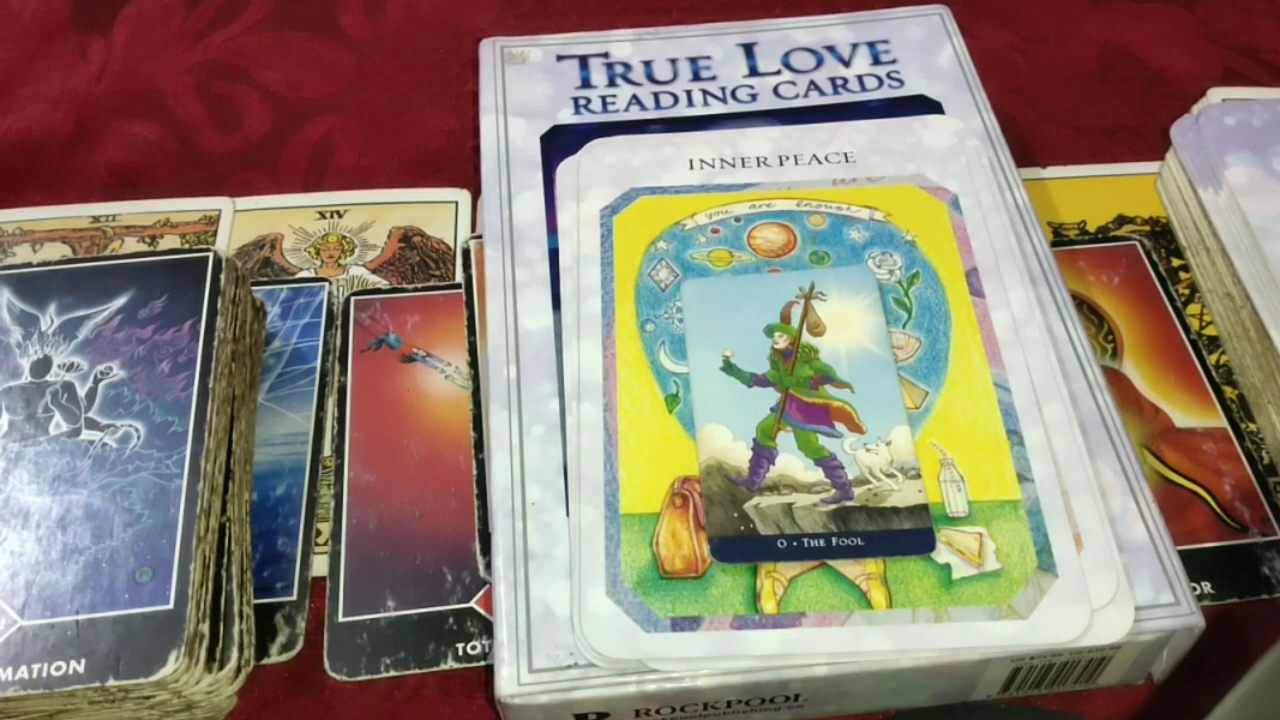 TRUE LOVE
READING CARDS
INNER PEACE
you are enough
XII
XIV
0 • THE FOOL
MATION
TOT
OR
ROCKPOOL